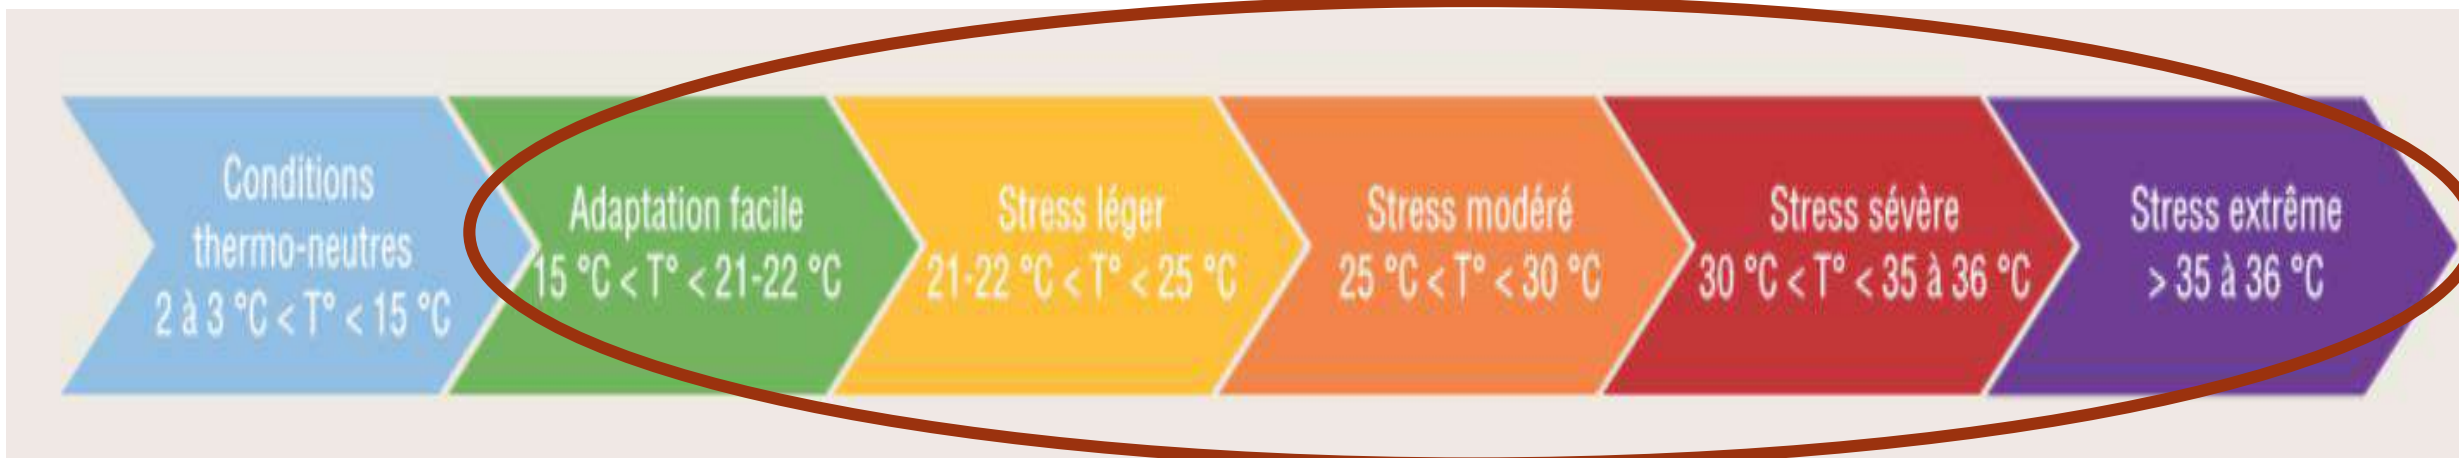 Conditions
thermo-neutres
2 à 3 °C < T° < 15 °C
Adaptation facile
15 °C < T° < 21-22 °C
Stress léger
21-22 °C < T° < 25 °C
Stress modéré
25 °C < T° < 30 °C
Stress sévère
30 °C < T° < 35 à 36 °C
Stress extrême
> 35 à 36 °C